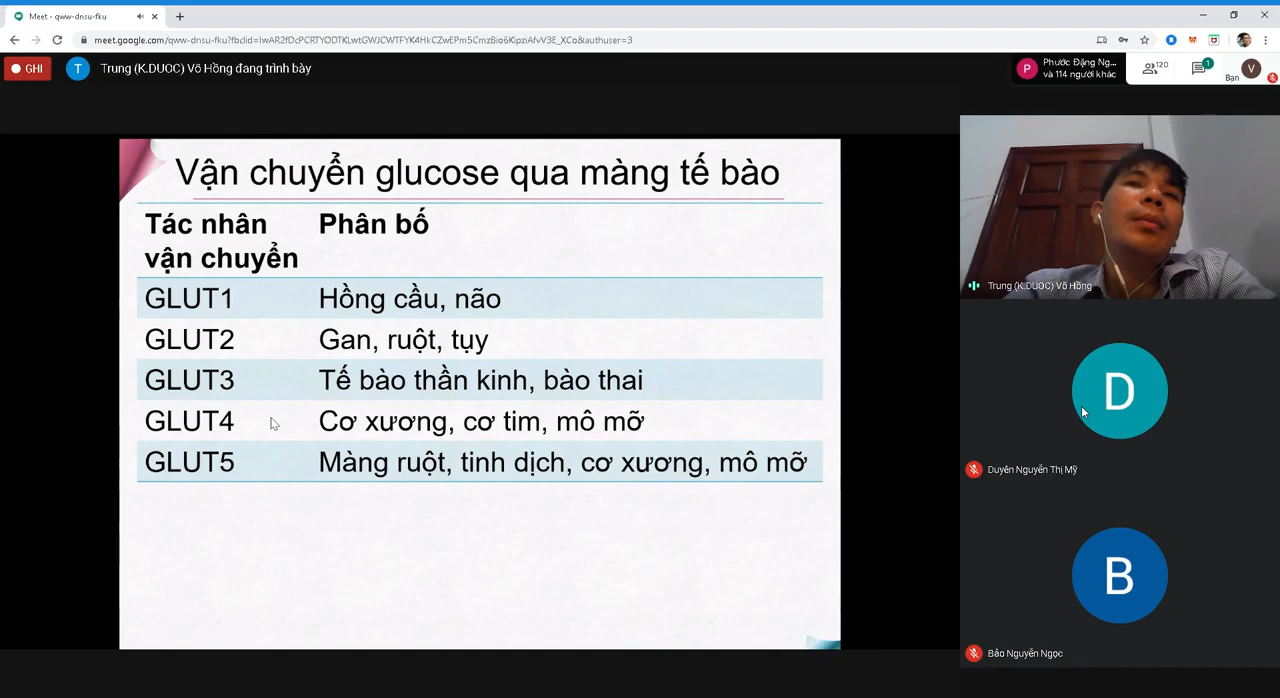 Meet - qww-dnsu-fku
meet.google.com/qww-dnsu-fku?fbclid=IwAR2fDcPCRTYODTKLwtGWJCWTFYK4HkCZwEPm5CmzBio6KipziAfvV3E_XCo&authuser=3
GHI
T
Trung (K.DUOC) Võ Hồng đang trình bày
P
Phước Đặng Ng...
và 114 người khác
120
1
Bạn
V
Vận chuyển glucose qua màng tế bào
Tác nhân vận chuyển Phân bố
GLUT1 Hồng cầu, não
GLUT2 Gan, ruột, tụy
GLUT3 Tế bào thần kinh, bào thai
GLUT4 Cơ xương, cơ tim, mô mỡ
GLUT5 Màng ruột, tinh dịch, cơ xương, mô mỡ
Trung (K.DUOC) Võ Hồng
D
Duyên Nguyễn Thị Mỹ
B
Bảo Nguyễn Ngọc